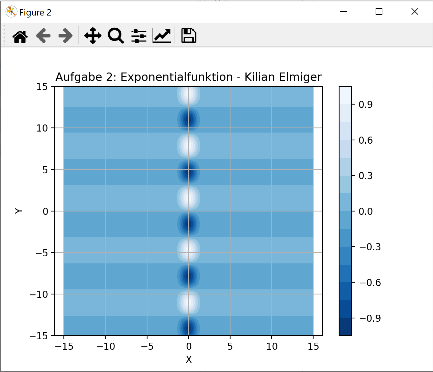 Figure 2
Aufgabe 2: Exponentialfunktion - Kilian Elmiger
15
10
5
0
−5
−10
−15
Y
−15 −10 −5 0 5 10 15
X
0.9
0.6
0.3
0.0
−0.3
−0.6
−0.9